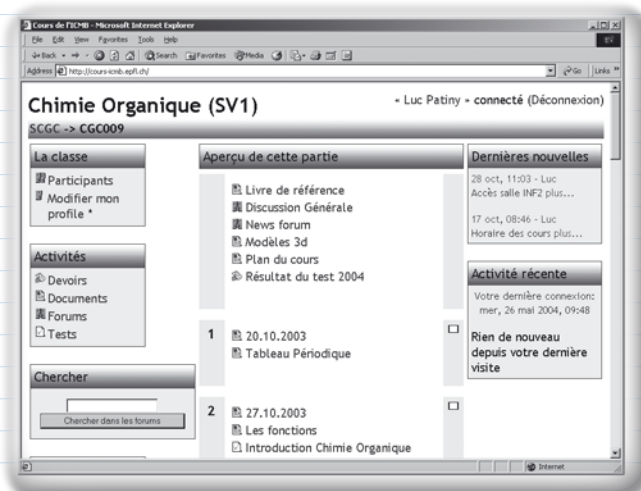 Cours de l'ICMB - Microsoft Internet Explorer
File Edit View Favorites Tools Help
Back Search Favorites Media
Address http://cours-icmb.epfl.ch/ Go Links »
Chimie Organique (SV1)
« Luc Patiny » connecté (Déconnexion)
SCGC -> CGC009
La classe
Participants
Modifier mon
profile *
Activités
Devoirs
Documents
Forums
Tests
Chercher
Chercher dans les forums
Aperçu de cette partie
Livre de référence
Discussion Générale
News forum
Modèles 3d
Plan du cours
Résultat du test 2004
1 20.10.2003
Tableau Périodique
2 27.10.2003
Les fonctions
Introduction Chimie Organique
Dernières nouvelles
28 oct, 11:03 - Luc
Accès salle INF2 plus...
17 oct, 08:46 - Luc
Horaire des cours plus...
Activité récente
Votre dernière connexion:
mer, 26 mai 2004, 09:48
Rien de nouveau
depuis votre dernière
visite
Internet